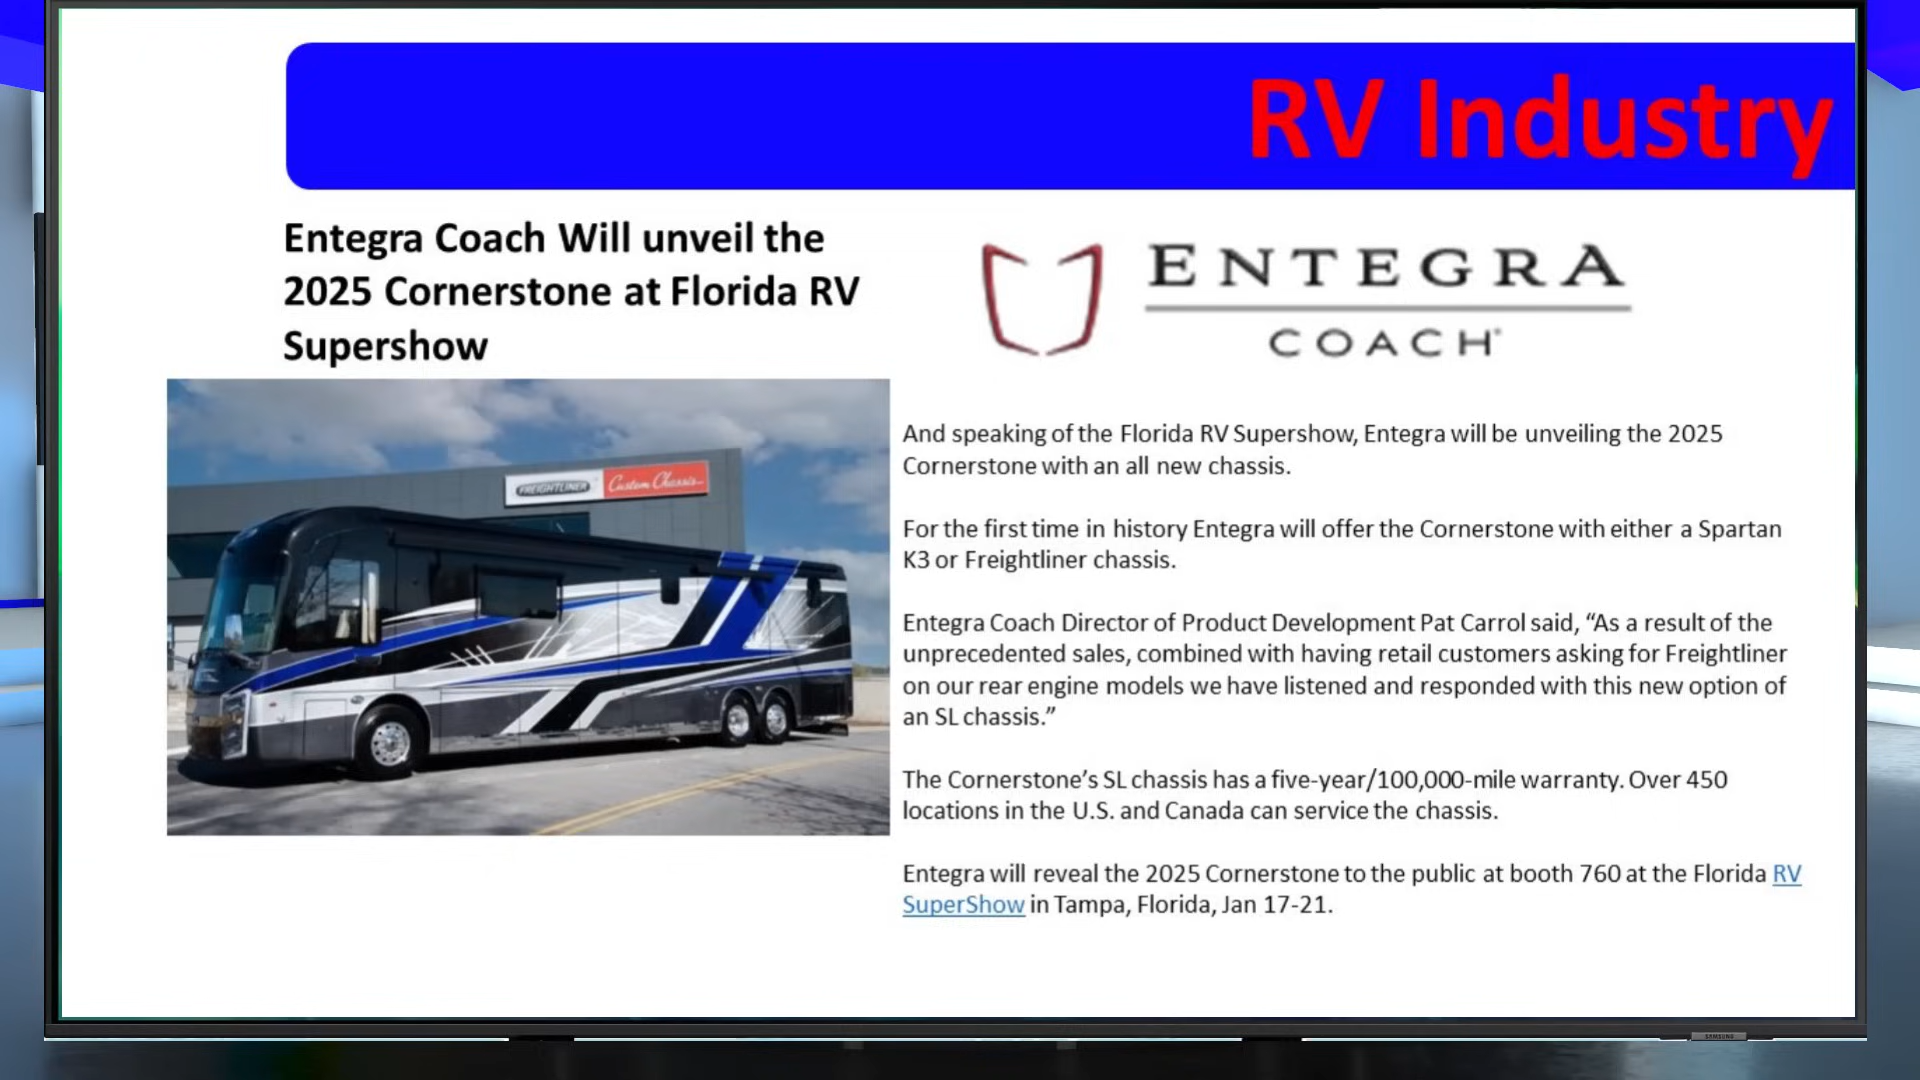 RV Industry
Entegra Coach Will unveil the
2025 Cornerstone at Florida RV
Supershow
ENTEGRA
COACH
FREIGHTLINER Custom Chassis
And speaking of the Florida RV Supershow, Entegra will be unveiling the 2025
Cornerstone with an all new chassis.
For the first time in history Entegra will offer the Cornerstone with either a Spartan
K3 or Freightliner chassis.
Entegra Coach Director of Product Development Pat Carrol said, “As a result of the
unprecedented sales, combined with having retail customers asking for Freightliner
on our rear engine models we have listened and responded with this new option of
an SL chassis.”
The Cornerstone’s SL chassis has a five-year/100,000-mile warranty. Over 450
locations in the U.S. and Canada can service the chassis.
Entegra will reveal the 2025 Cornerstone to the public at booth 760 at the Florida RV
SuperShow in Tampa, Florida, Jan 17-21.
SAMSUNG